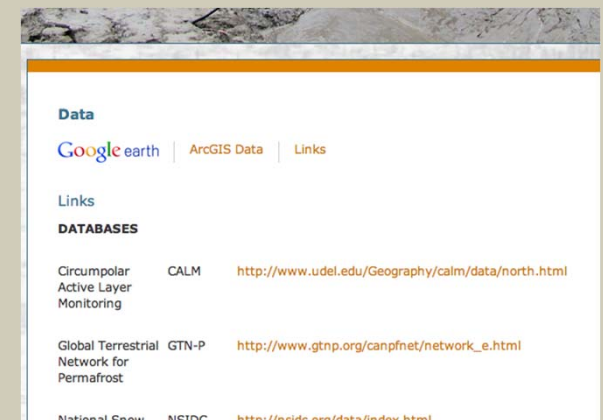 Data
Google earth ArcGIS Data Links
Links
DATABASES
Circumpolar CALM http://www.udel.edu/Geography/calm/data/north.html
Active Layer
Monitoring
Global Terrestrial GTN-P http://www.gtnp.org/canpfnet/network_e.html
Network for
Permafrost
National Snow NSIDC http://nsidc.org/data/index.html